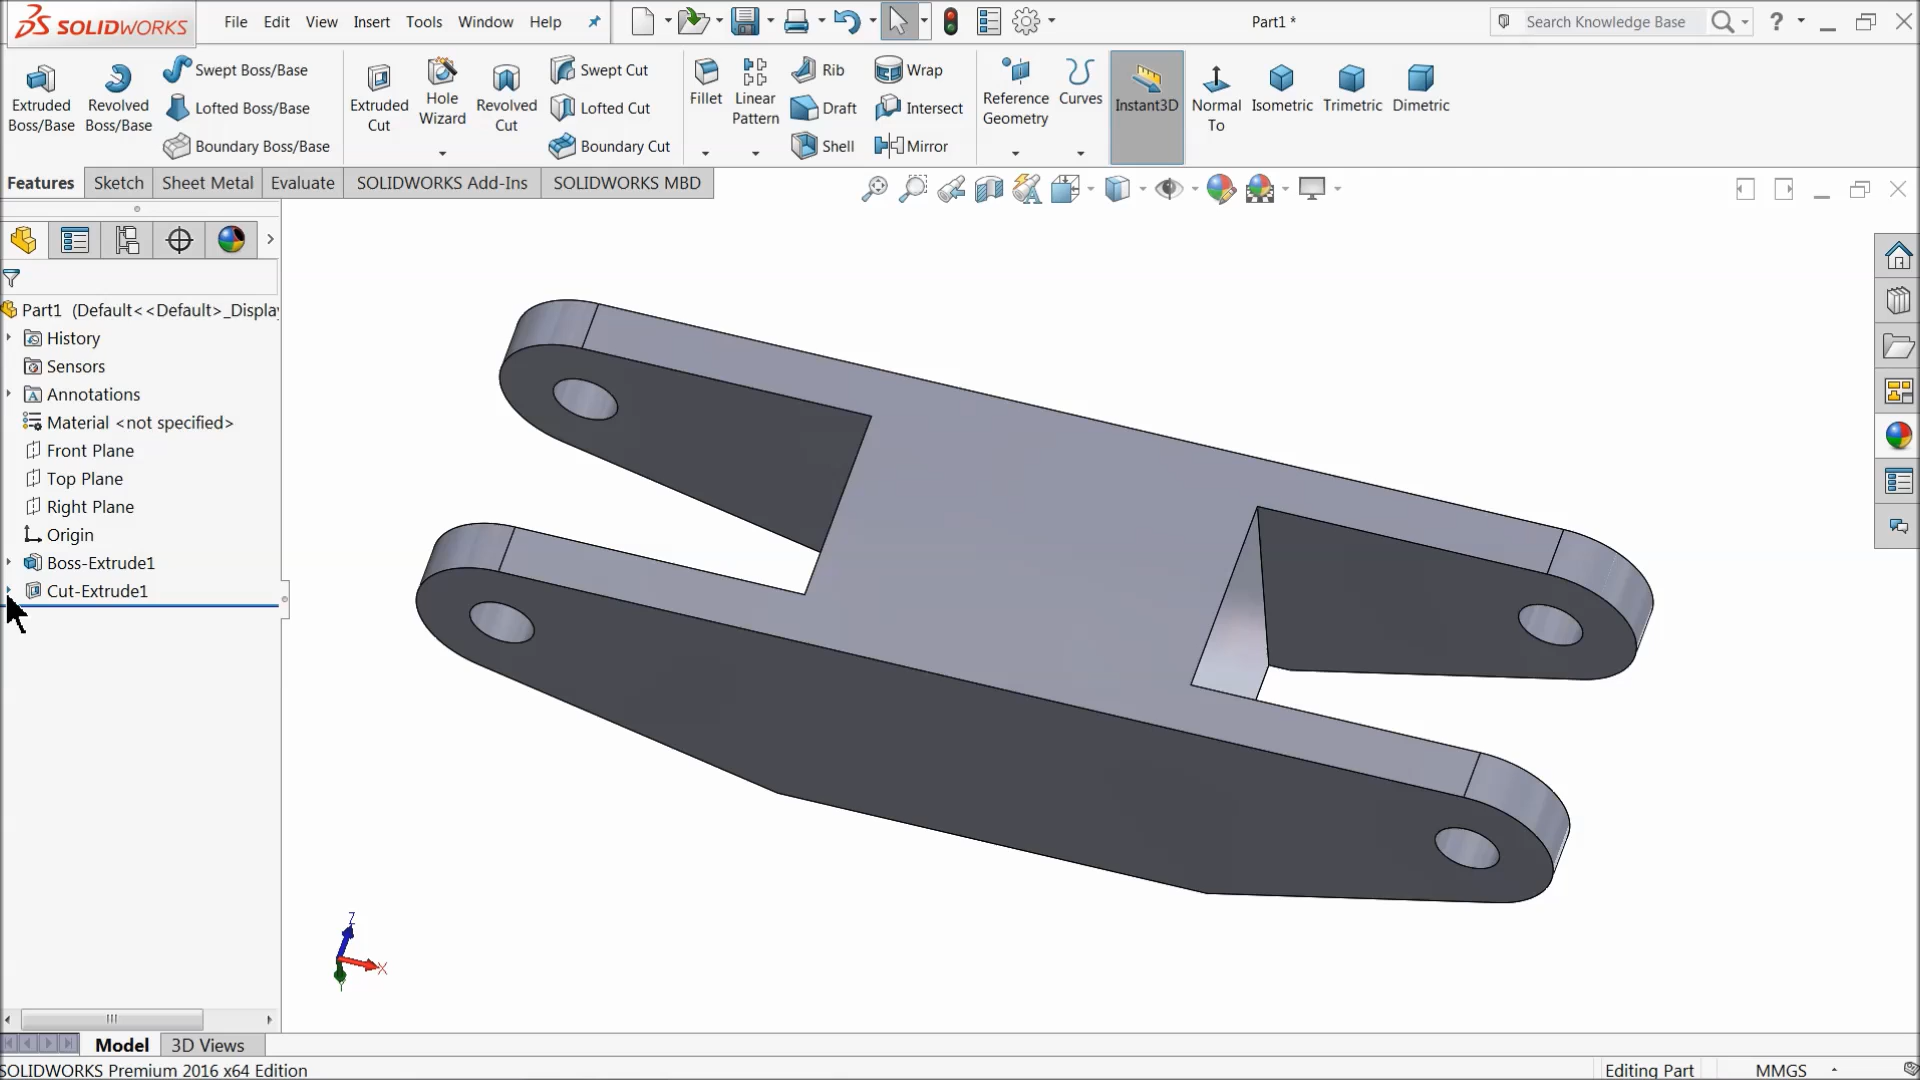 SOLIDWORKS
File Edit View Insert Tools Window Help
Part1 *
Search Knowledge Base
?
Extruded Boss/Base
Revolved Boss/Base
Swept Boss/Base
Lofted Boss/Base
Boundary Boss/Base
Extruded Cut
Hole Wizard
Revolved Cut
Swept Cut
Lofted Cut
Boundary Cut
Fillet
Linear Pattern
Rib
Draft
Shell
Wrap
Intersect
Mirror
Reference Geometry
Curves
Instant3D
Normal To
Isometric
Trimetric
Dimetric
Features Sketch Sheet Metal Evaluate SOLIDWORKS Add-Ins SOLIDWORKS MBD
Part1 (Default<<Default>_Display
History
Sensors
Annotations
Material <not specified>
Front Plane
Top Plane
Right Plane
Origin
Boss-Extrude1
Cut-Extrude1
Z
X
Y
Model 3D Views
SOLIDWORKS Premium 2016 x64 Edition
Editing Part MMGS